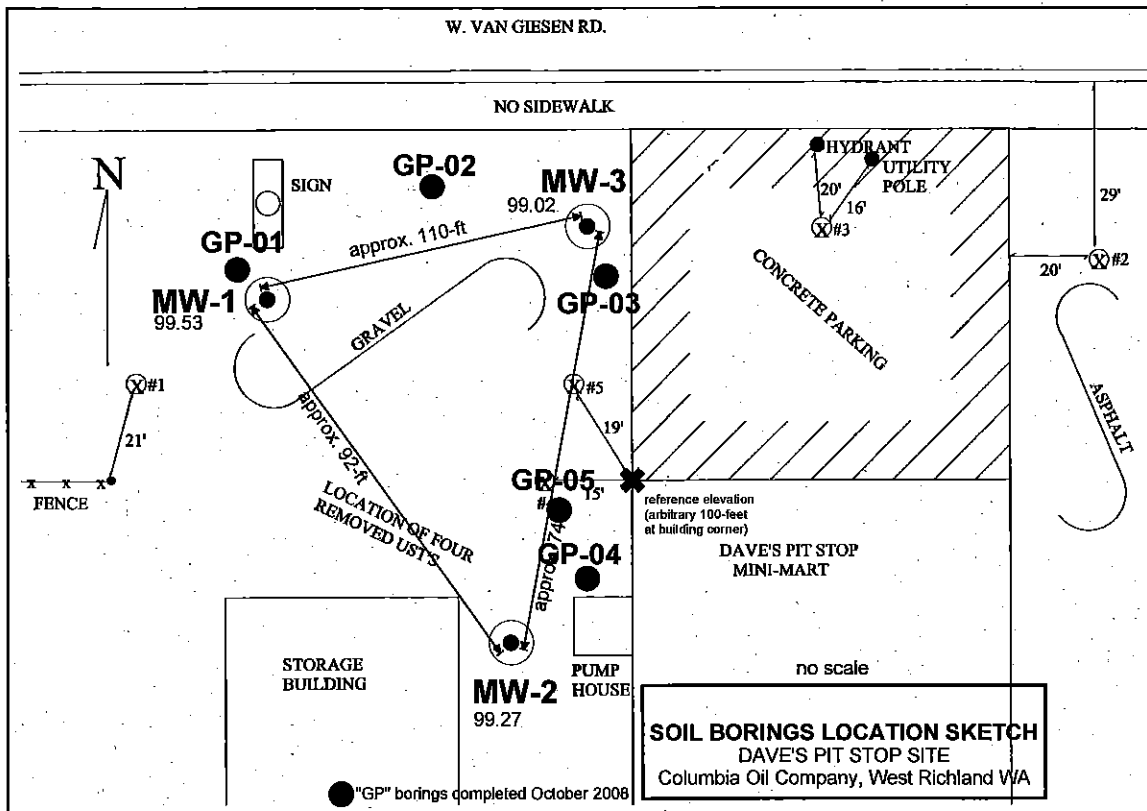 W. VAN GIESEN RD.
NO SIDEWALK
N
SIGN
GP-02
MW-3
99.02
HYDRANT
UTILITY
POLE
20'
16'
#3
29'
20'
#2
GP-01
approx. 110-ft
MW-1
99.53
GP-03
GRAVEL
CONCRETE PARKING
ASPHALT
#1
21'
#5
19'
approx. 92-ft
x x x
FENCE
LOCATION OF FOUR
REMOVED UST'S
GP-05
15'
reference elevation
(arbitrary 100-feet
at building corner)
GP-04
DAVE'S PIT STOP
MINI-MART
STORAGE
BUILDING
PUMP
HOUSE
MW-2
99.27
no scale
SOIL BORINGS LOCATION SKETCH
DAVE'S PIT STOP SITE
Columbia Oil Company, West Richland WA
"GP" borings completed October 2008